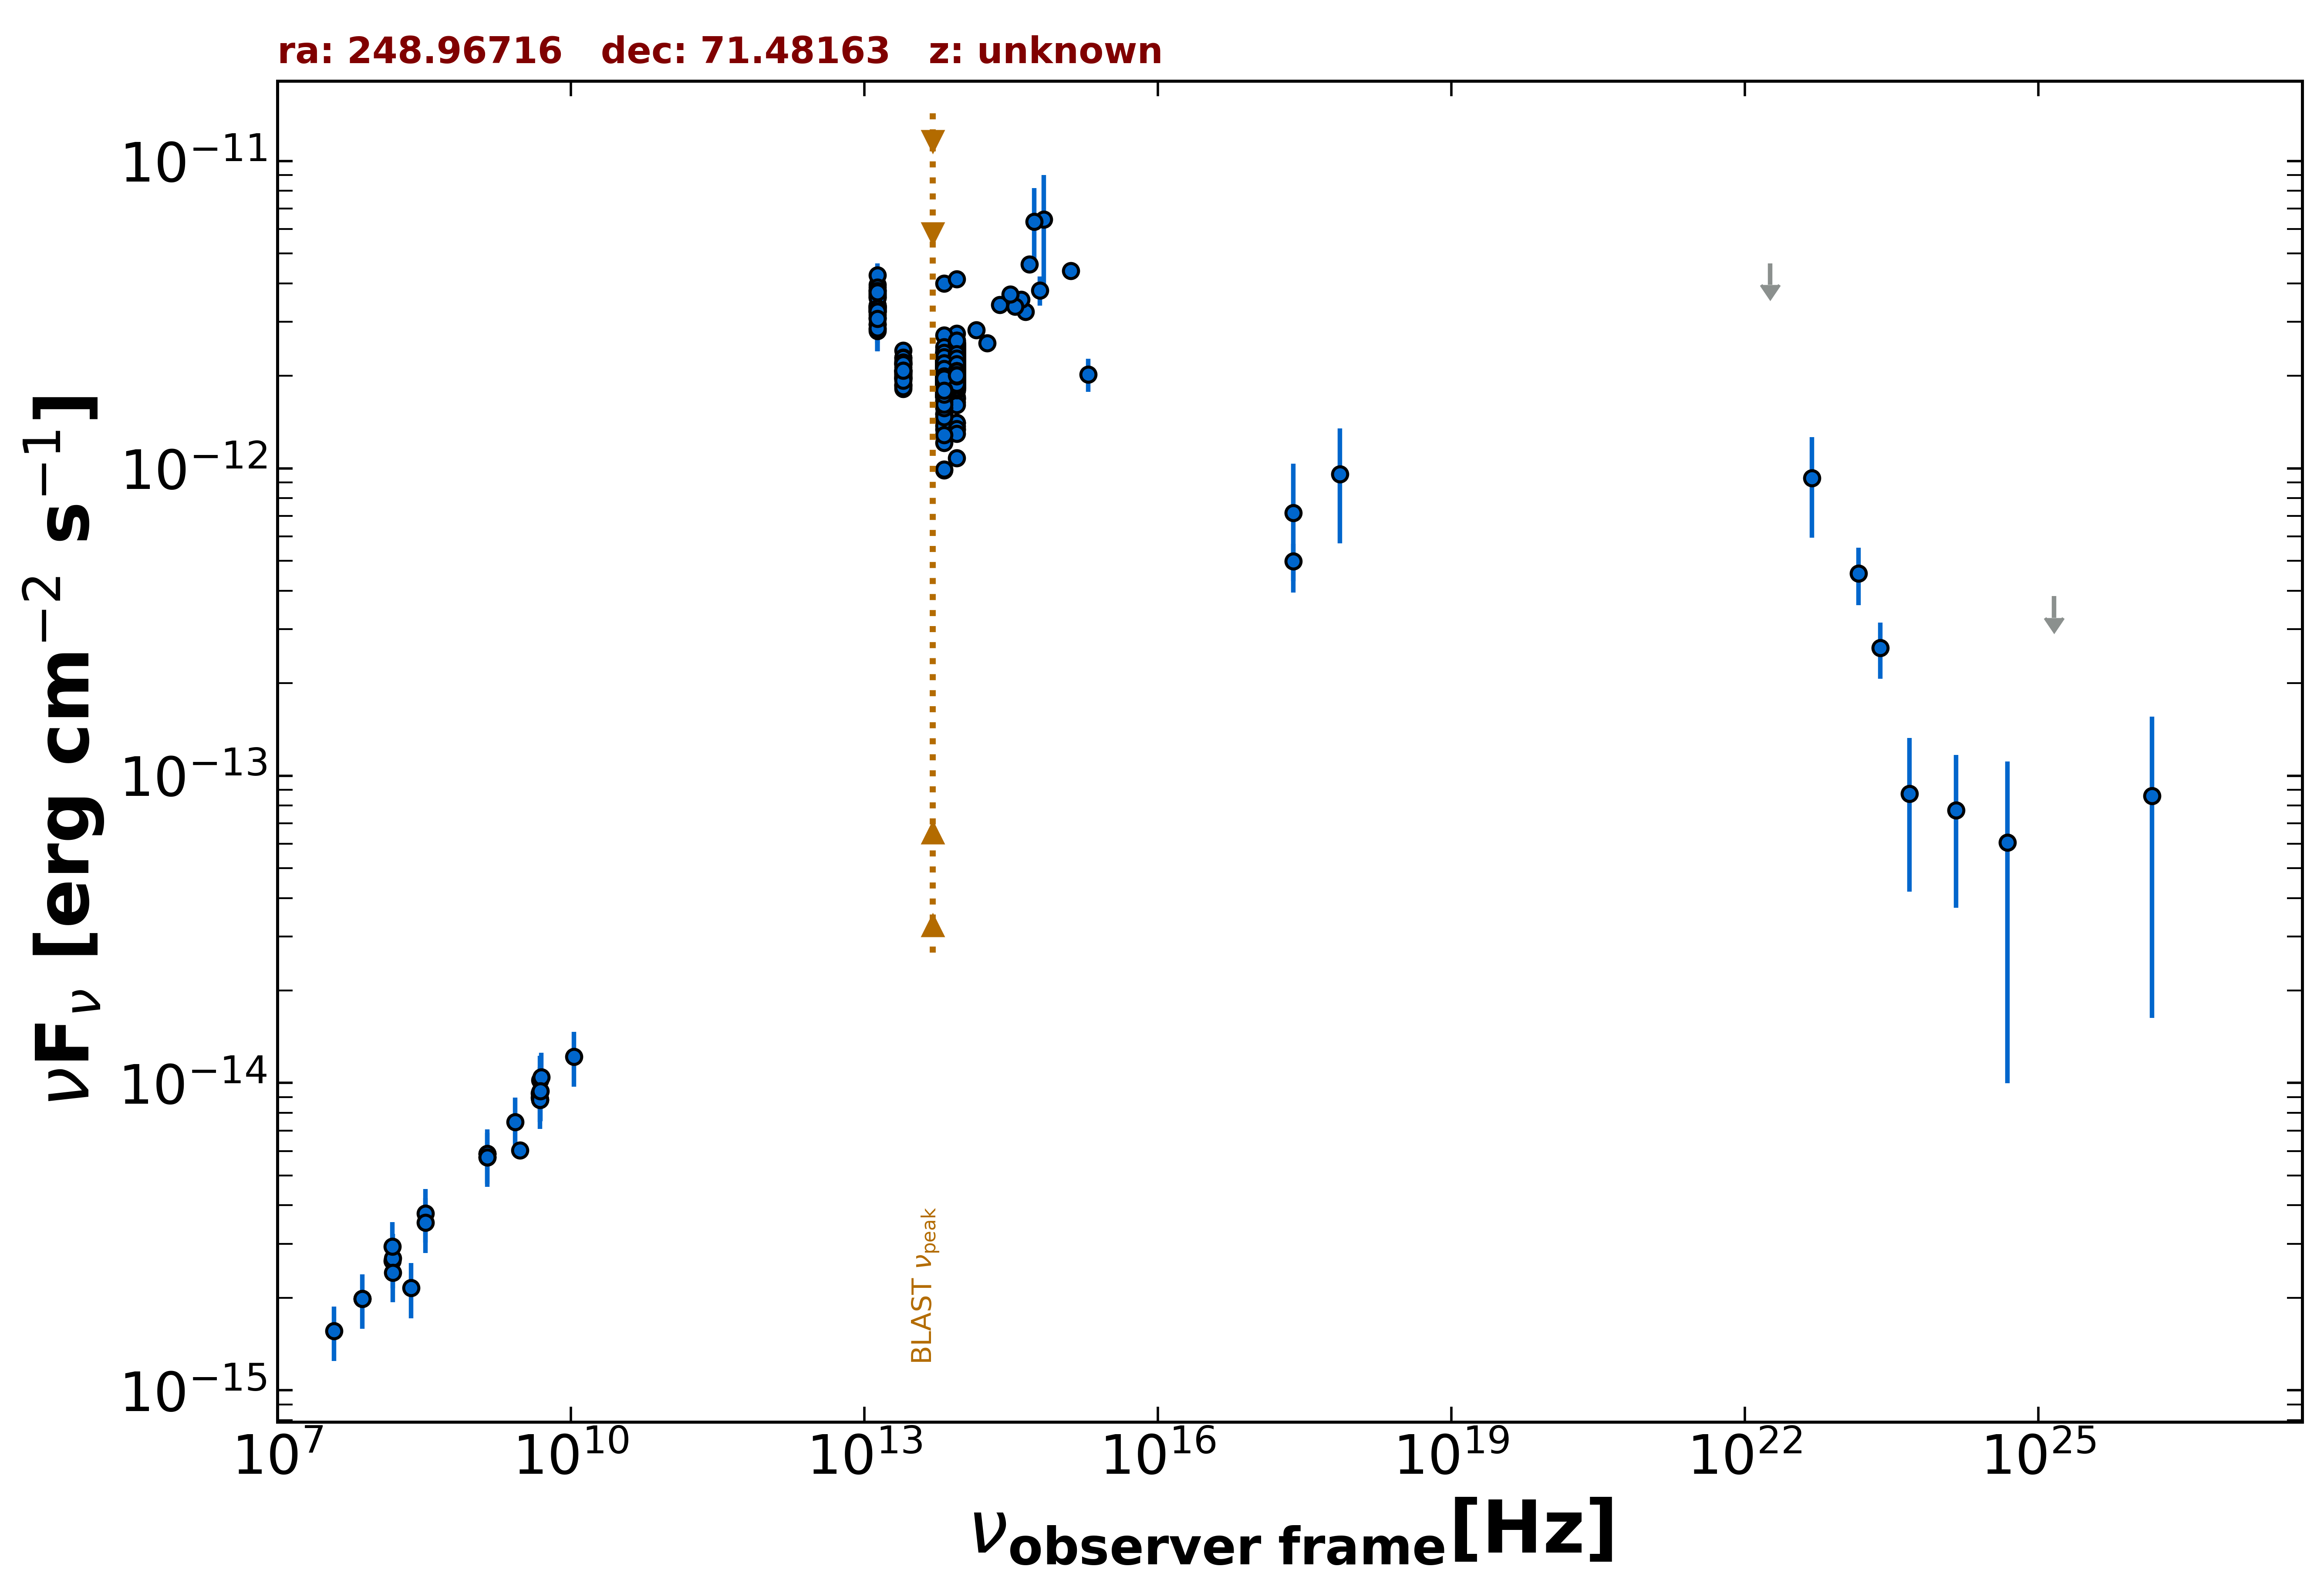 ra: 248.96716   dec: 71.48163   z: unknown
νFν [erg cm⁻² s⁻¹]
10⁻¹¹
10⁻¹²
10⁻¹³
10⁻¹⁴
10⁻¹⁵
BLAST νpeak
10⁷ 10¹⁰ 10¹³ 10¹⁶ 10¹⁹ 10²² 10²⁵
νobserver frame[Hz]